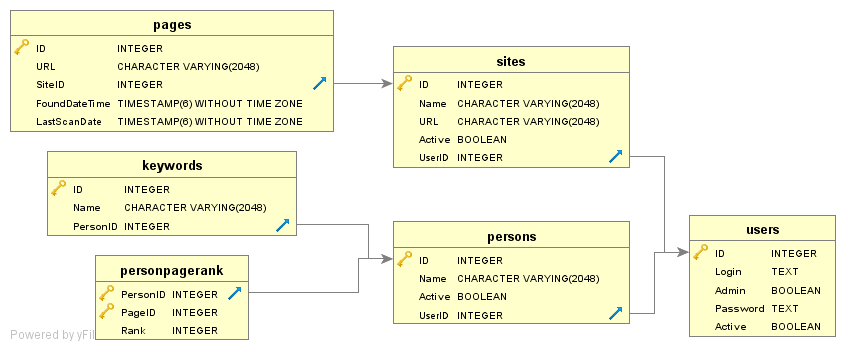 pages
ID INTEGER
URL CHARACTER VARYING(2048)
SiteID INTEGER
FoundDateTime TIMESTAMP(6) WITHOUT TIME ZONE
LastScanDate TIMESTAMP(6) WITHOUT TIME ZONE
sites
ID INTEGER
Name CHARACTER VARYING(2048)
URL CHARACTER VARYING(2048)
Active BOOLEAN
UserID INTEGER
keywords
ID INTEGER
Name CHARACTER VARYING(2048)
PersonID INTEGER
persons
ID INTEGER
Name CHARACTER VARYING(2048)
Active BOOLEAN
UserID INTEGER
users
ID INTEGER
Login TEXT
Admin BOOLEAN
Password TEXT
Active BOOLEAN
personpagerank
PersonID INTEGER
PageID INTEGER
Rank INTEGER
Powered by yFil